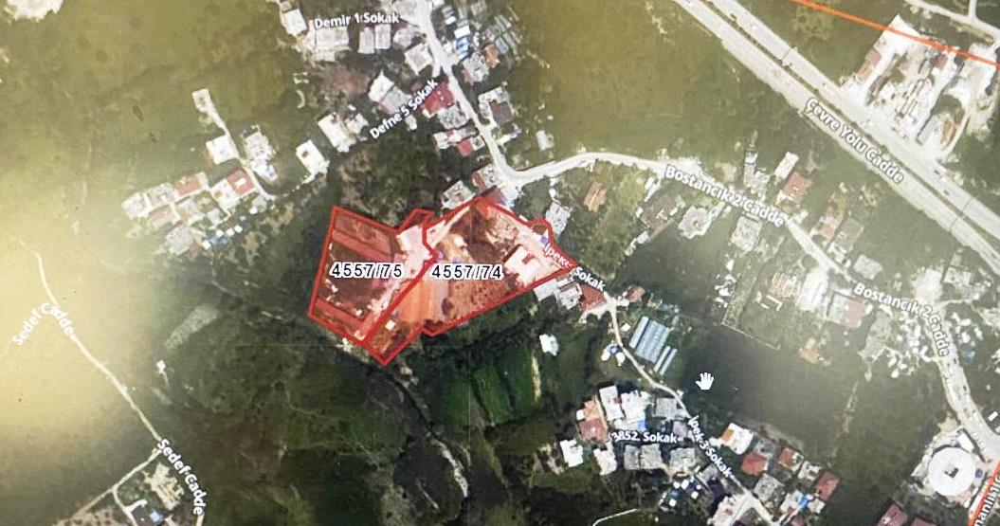 Demir 1 Sokak
Defne 5 Sokak
Çevre Yolu Cadde
Bostancık 2 Cadde
4557/75
4557/74
İpek
Sokak
Bostancık 2 Cadde
Sedef Cadde
3852. Sokak
İpek 3 Sokak
Sedef Cadde